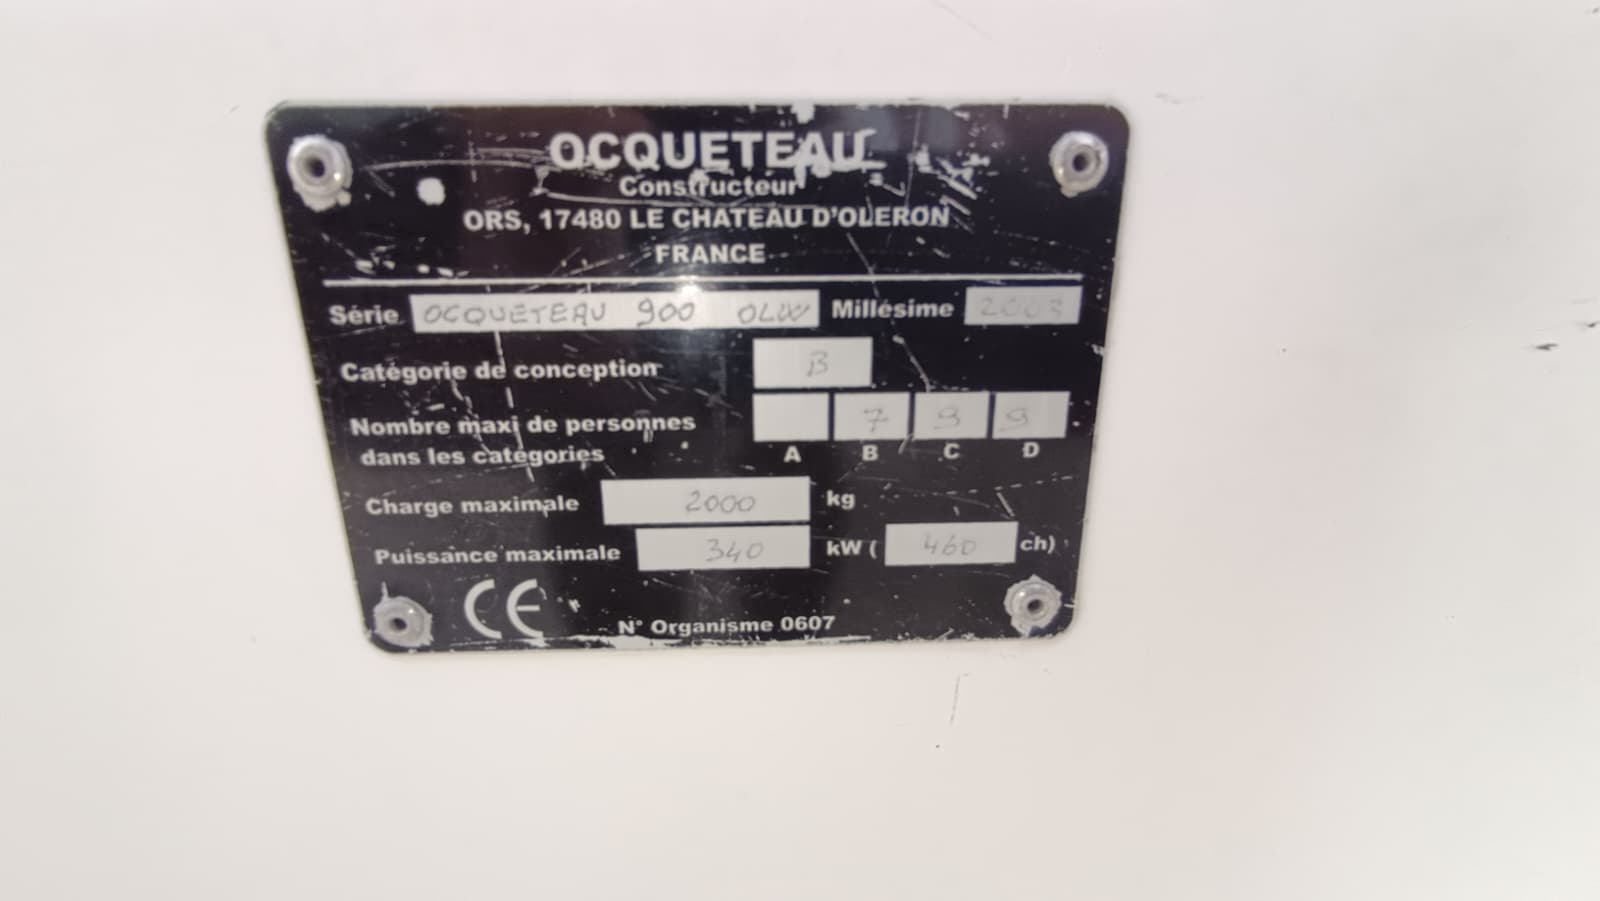 OCQUETEAU
Constructeur
ORS, 17480 LE CHATEAU D'OLERON
FRANCE
Série OCQUETEAU 900 OLW Millésime 2003
Catégorie de conception B
Nombre maxi de personnes 7 9 9
dans les catégories A B C D
Charge maximale 2000 kg
Puissance maximale 340 kW ( 460 ch)
CE N° Organisme 0607